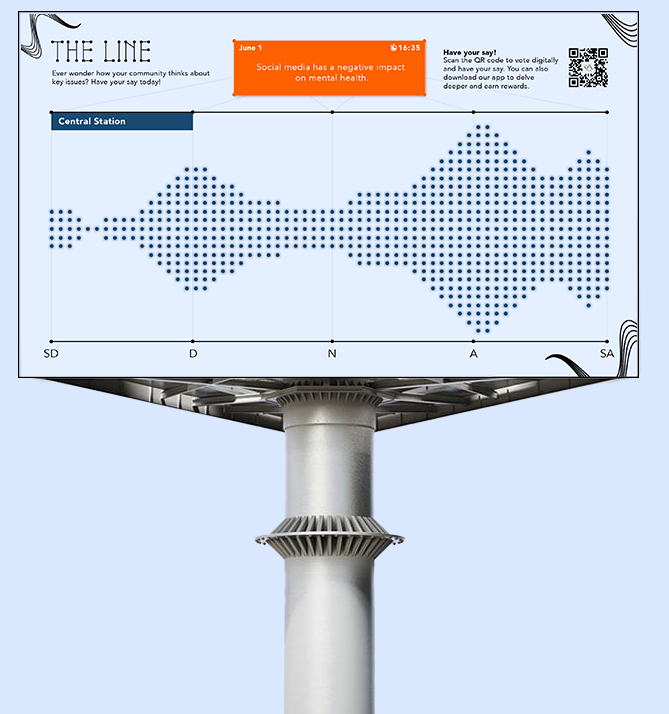 THE LINE
Ever wonder how your community thinks about
key issues? Have your say today!
June 1
16:35
Social media has a negative impact
on mental health.
Have your say!
Scan the QR code to vote digitally
and have your say. You can also
download our app to delve
deeper and earn rewards.
Central Station
SD
D
N
A
SA